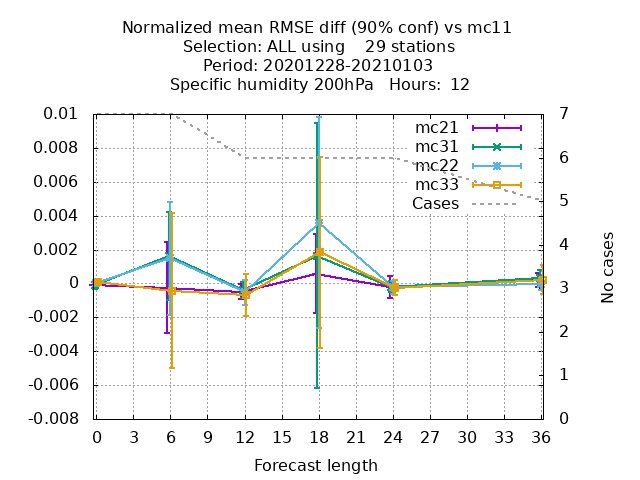 Normalized mean RMSE diff (90% conf) vs mc11
Selection: ALL using    29 stations
Period: 20201228-20210103
Specific humidity 200hPa   Hours:  12
0.01
0.008
0.006
0.004
0.002
0
-0.002
-0.004
-0.006
-0.008
7
6
5
4
3
2
1
0
mc21
mc31
mc22
mc33
Cases
No cases
0 3 6 9 12 15 18 21 24 27 30 33 36
Forecast length